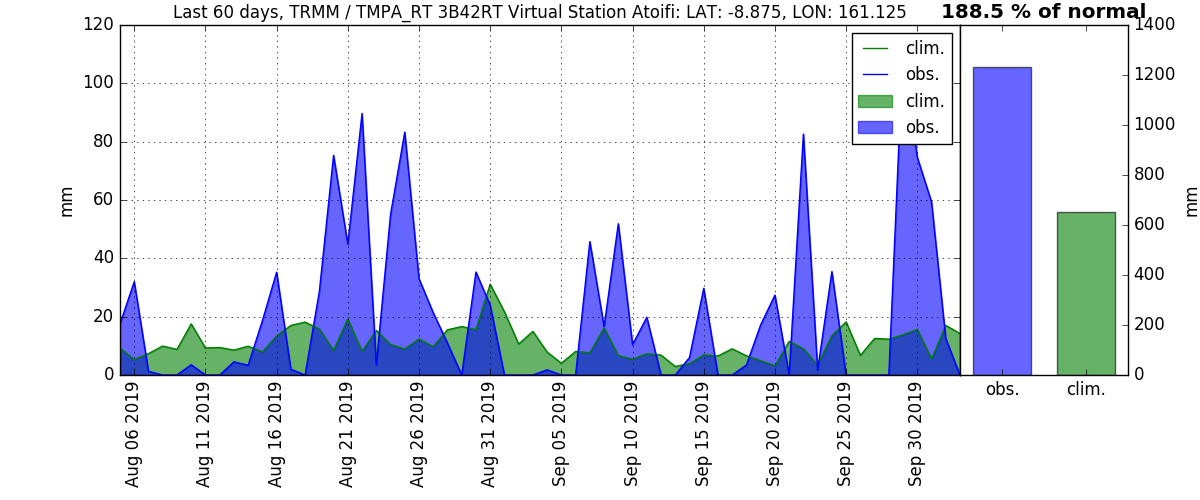 Last 60 days, TRMM / TMPA_RT 3B42RT Virtual Station Atoifi: LAT: -8.875, LON: 161.125
188.5 % of normal
120
100
80
60
40
20
0
mm
clim.
obs.
clim.
obs.
Aug 06 2019
Aug 11 2019
Aug 16 2019
Aug 21 2019
Aug 26 2019
Aug 31 2019
Sep 05 2019
Sep 10 2019
Sep 15 2019
Sep 20 2019
Sep 25 2019
Sep 30 2019
1400
1200
1000
800
600
400
200
0
mm
obs.
clim.